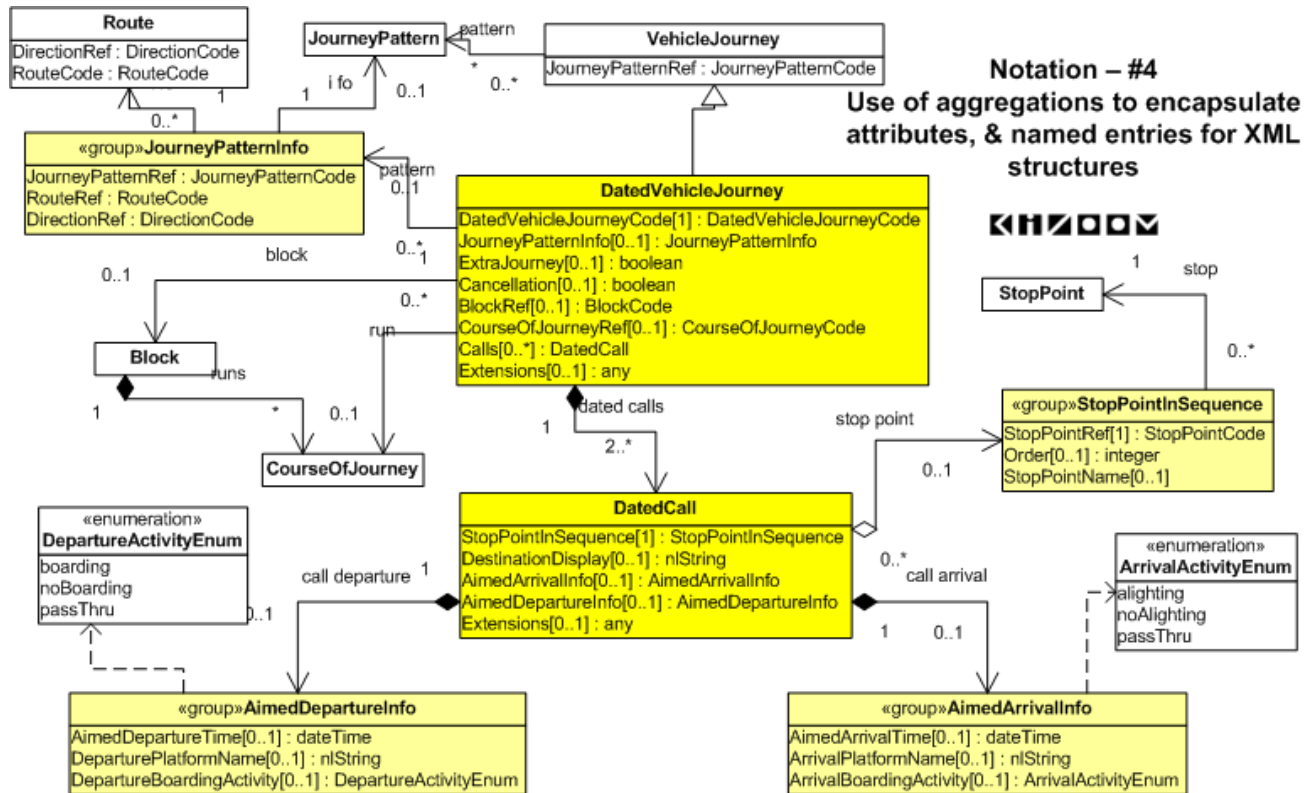 Route
DirectionRef : DirectionCode
RouteCode : RouteCode
JourneyPattern
pattern
VehicleJourney
JourneyPatternRef : JourneyPatternCode
*
0..*
Notation – #4
Use of aggregations to encapsulate
attributes, & named entries for XML
structures
KIZOOM
1
0..*
1
i fo
0..1
«group»JourneyPatternInfo
JourneyPatternRef : JourneyPatternCode
RouteRef : RouteCode
DirectionRef : DirectionCode
pattern
0..1
0..*
1
DatedVehicleJourney
DatedVehicleJourneyCode[1] : DatedVehicleJourneyCode
JourneyPatternInfo[0..1] : JourneyPatternInfo
ExtraJourney[0..1] : boolean
Cancellation[0..1] : boolean
BlockRef[0..1] : BlockCode
CourseOfJourneyRef[0..1] : CourseOfJourneyCode
Calls[0..*] : DatedCall
Extensions[0..1] : any
block
0..1
0..*
run
Block
runs
1
*
0..1
CourseOfJourney
StopPoint
1
stop
0..*
«group»StopPointInSequence
StopPointRef[1] : StopPointCode
Order[0..1] : integer
StopPointName[0..1]
dated calls
1
2..*
stop point
0..1
DatedCall
StopPointInSequence[1] : StopPointInSequence
DestinationDisplay[0..1] : nlString
AimedArrivalInfo[0..1] : AimedArrivalInfo
AimedDepartureInfo[0..1] : AimedDepartureInfo
Extensions[0..1] : any
0..*
call arrival
1
0..1
call departure
1
0..1
«enumeration»
DepartureActivityEnum
boarding
noBoarding
passThru
«enumeration»
ArrivalActivityEnum
alighting
noAlighting
passThru
«group»AimedDepartureInfo
AimedDepartureTime[0..1] : dateTime
DeparturePlatformName[0..1] : nlString
DepartureBoardingActivity[0..1] : DepartureActivityEnum
«group»AimedArrivalInfo
AimedArrivalTime[0..1] : dateTime
ArrivalPlatformName[0..1] : nlString
ArrivalBoardingActivity[0..1] : ArrivalActivityEnum